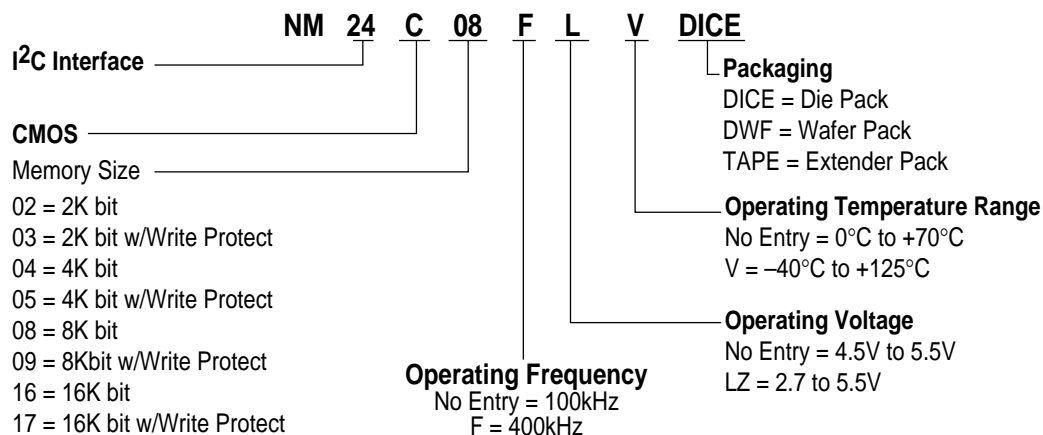 NM 24 C 08 F L V DICE
I2C Interface
CMOS
Memory Size
02 = 2K bit
03 = 2K bit w/Write Protect
04 = 4K bit
05 = 4K bit w/Write Protect
08 = 8K bit
09 = 8Kbit w/Write Protect
16 = 16K bit
17 = 16K bit w/Write Protect
Operating Frequency
No Entry = 100kHz
F = 400kHz
Packaging
DICE = Die Pack
DWF = Wafer Pack
TAPE = Extender Pack
Operating Temperature Range
No Entry = 0°C to +70°C
V = –40°C to +125°C
Operating Voltage
No Entry = 4.5V to 5.5V
LZ = 2.7 to 5.5V